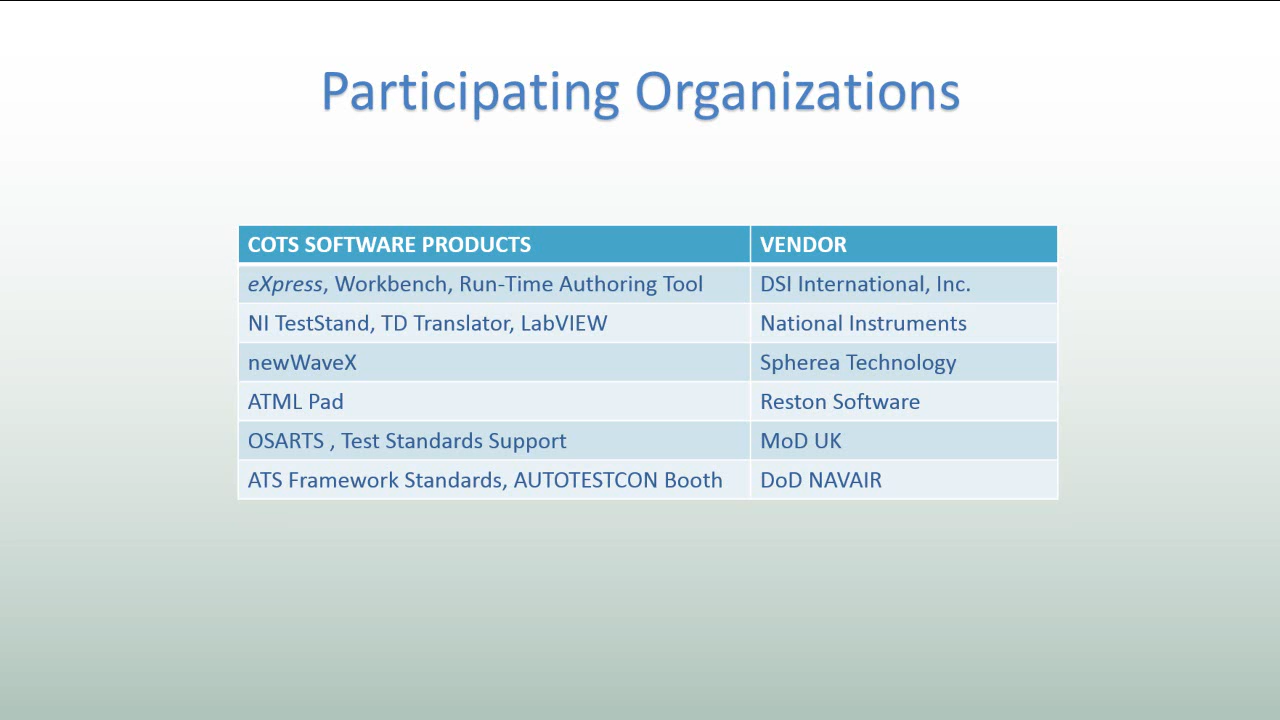 Participating Organizations
COTS SOFTWARE PRODUCTS VENDOR
eXpress, Workbench, Run-Time Authoring Tool DSI International, Inc.
NI TestStand, TD Translator, LabVIEW National Instruments
newWaveX Spherea Technology
ATML Pad Reston Software
OSARTS , Test Standards Support MoD UK
ATS Framework Standards, AUTOTESTCON Booth DoD NAVAIR